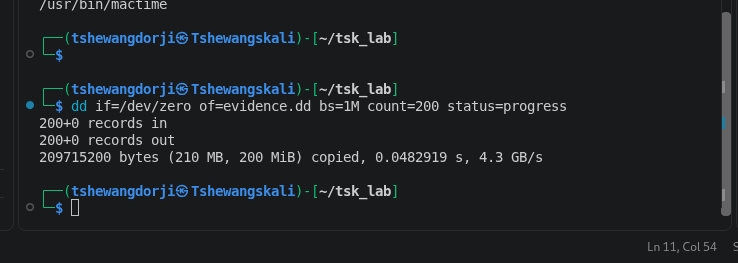 /usr/bin/mactime
┌──(tshewangdorji㉿Tshewangskali)-[~/tsk_lab]
└─$
┌──(tshewangdorji㉿Tshewangskali)-[~/tsk_lab]
└─$ dd if=/dev/zero of=evidence.dd bs=1M count=200 status=progress
200+0 records in
200+0 records out
209715200 bytes (210 MB, 200 MiB) copied, 0.0482919 s, 4.3 GB/s
┌──(tshewangdorji㉿Tshewangskali)-[~/tsk_lab]
└─$
Ln 11, Col 54